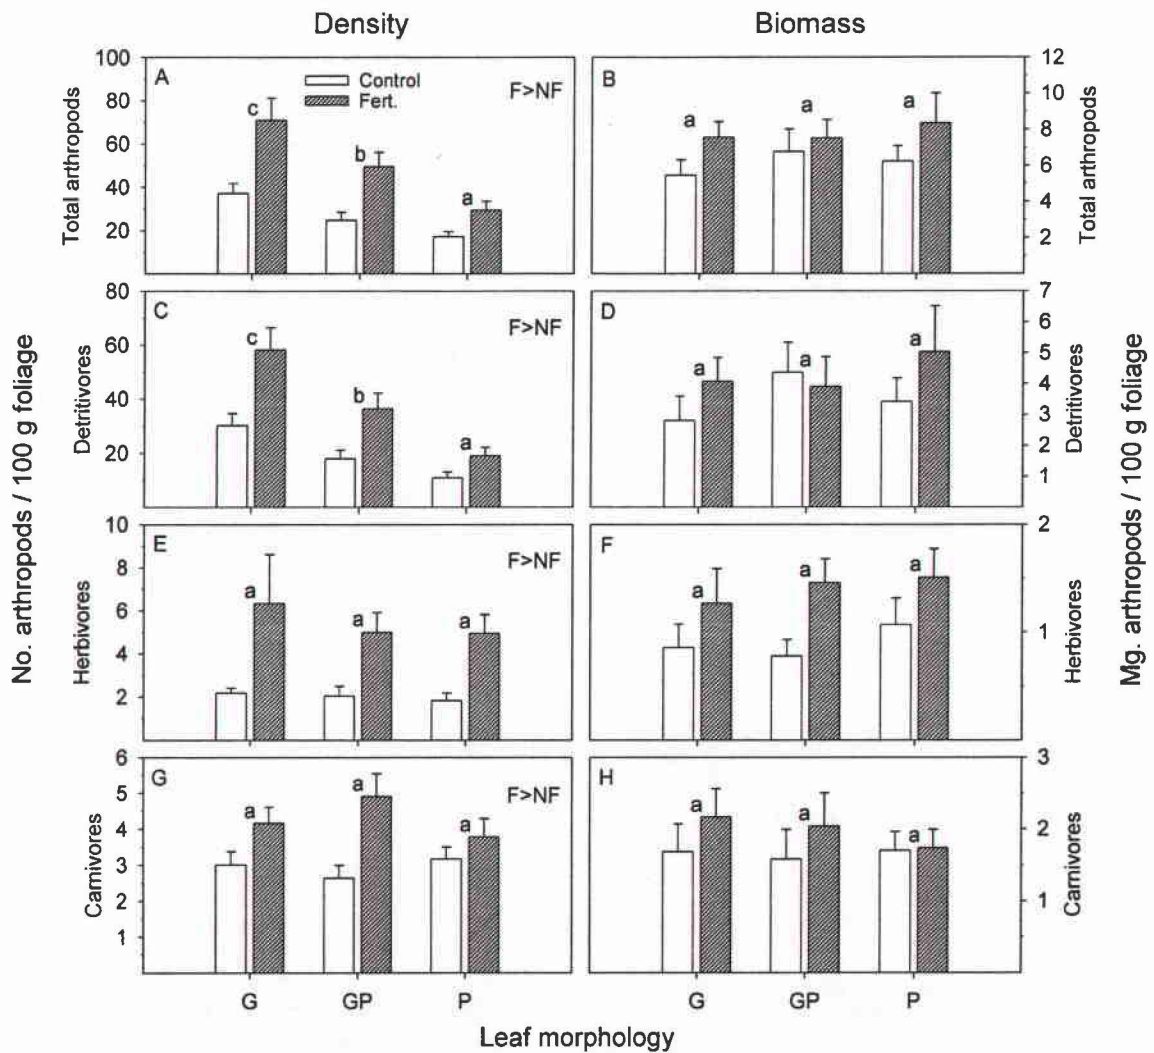 Density
Biomass
A
Control
Fert.
F>NF
100
80
60
40
20
Total arthropods
c
b
a
B
a
a
a
12
10
8
6
4
2
Total arthropods
C
F>NF
80
60
40
20
Detritivores
c
b
a
D
a
a
a
7
6
5
4
3
2
1
Detritivores
No. arthropods / 100 g foliage
Mg. arthropods / 100 g foliage
E
F>NF
10
8
6
4
2
Herbivores
a
a
a
F
a
a
a
2
1
Herbivores
G
F>NF
6
5
4
3
2
1
Carnivores
a
a
a
H
a
a
a
3
2
1
Carnivores
G GP P
G GP P
Leaf morphology